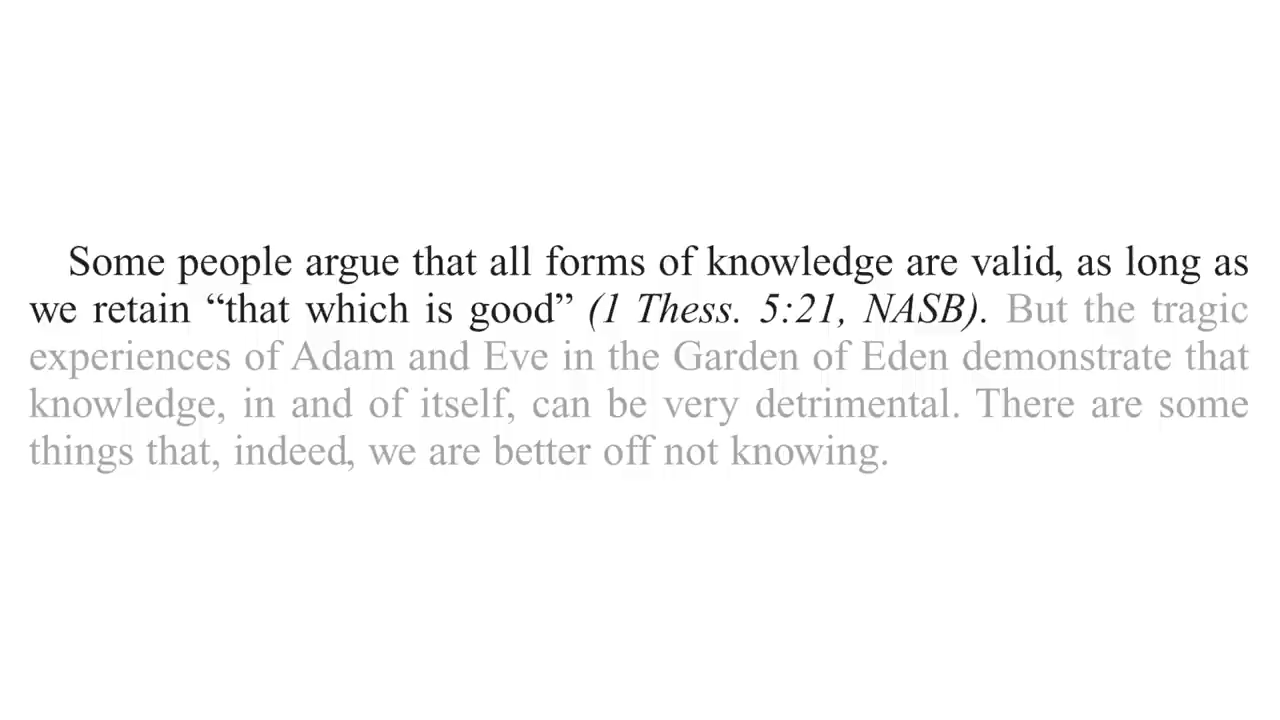 Some people argue that all forms of knowledge are valid, as long as
we retain “that which is good” (1 Thess. 5:21, NASB). But the tragic
experiences of Adam and Eve in the Garden of Eden demonstrate that
knowledge, in and of itself, can be very detrimental. There are some
things that, indeed, we are better off not knowing.